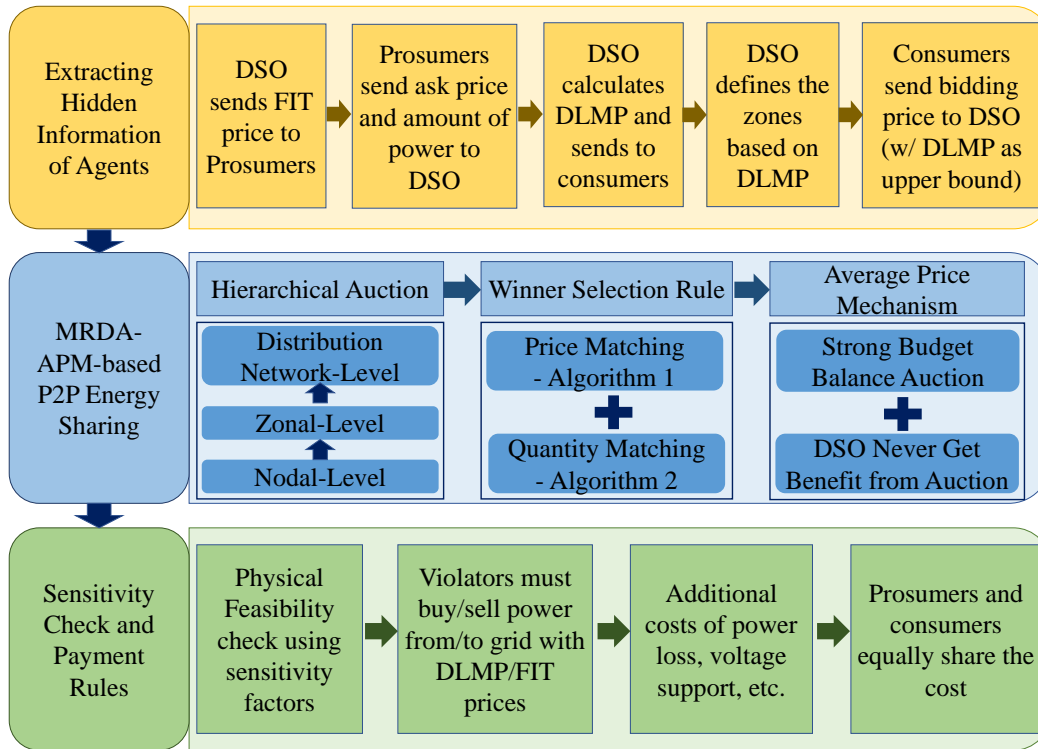 Extracting
Hidden
Information
of Agents
DSO
sends FIT
price to
Prosumers
Prosumers
send ask price
and amount of
power to
DSO
DSO
calculates
DLMP and
sends to
consumers
DSO
defines the
zones
based on
DLMP
Consumers
send bidding
price to DSO
(w/ DLMP as
upper bound)
MRDA-
APM-based
P2P Energy
Sharing
Hierarchical Auction
Distribution
Network-Level
Zonal-Level
Nodal-Level
Winner Selection Rule
Price Matching
- Algorithm 1
Quantity Matching
- Algorithm 2
Average Price
Mechanism
Strong Budget
Balance Auction
DSO Never Get
Benefit from Auction
Sensitivity
Check and
Payment
Rules
Physical
Feasibility
check using
sensitivity
factors
Violators must
buy/sell power
from/to grid with
DLMP/FIT
prices
Additional
costs of power
loss, voltage
support, etc.
Prosumers and
consumers
equally share the
cost